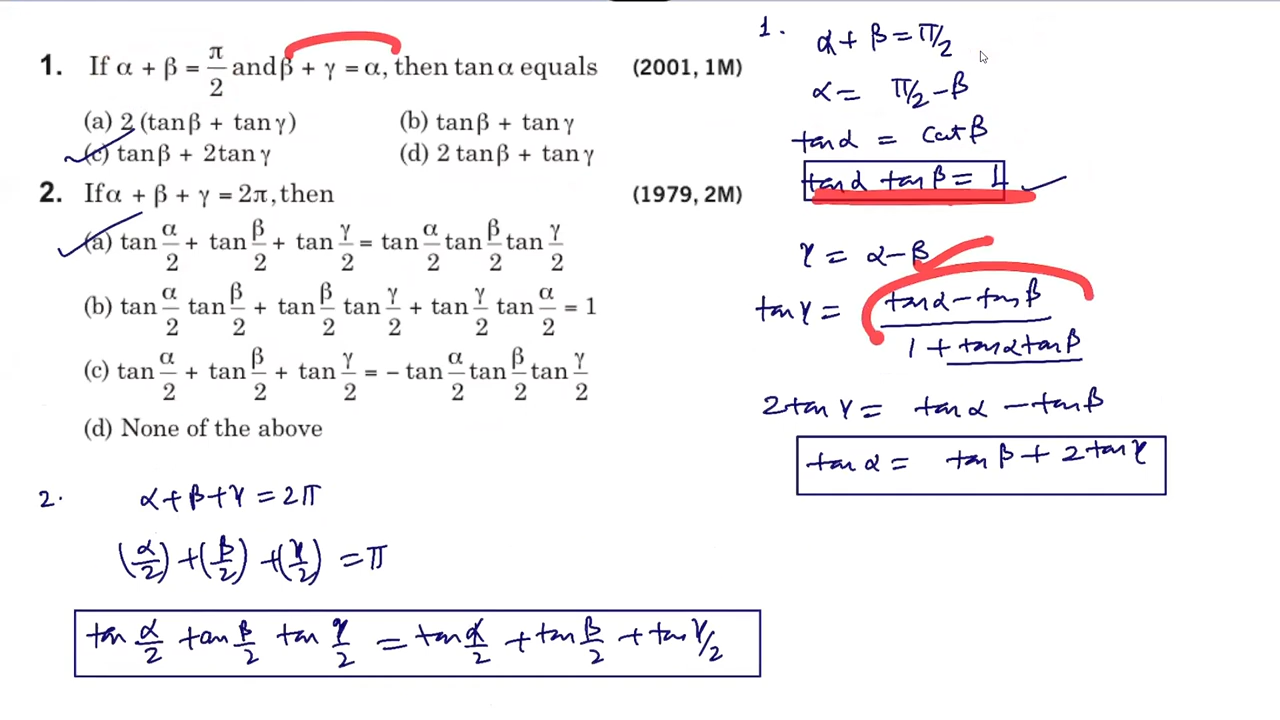 1. If α + β = π/2 and β + γ = α, then tan α equals (2001, 1M)
(a) 2 (tan β + tan γ) (b) tan β + tan γ
(c) tan β + 2 tan γ (d) 2 tan β + tan γ
2. If α + β + γ = 2π, then (1979, 2M)
(a) tan α/2 + tan β/2 + tan γ/2 = tan α/2 tan β/2 tan γ/2
(b) tan α/2 tan β/2 + tan β/2 tan γ/2 + tan γ/2 tan α/2 = 1
(c) tan α/2 + tan β/2 + tan γ/2 = - tan α/2 tan β/2 tan γ/2
(d) None of the above
1. α + β = π/2
α = π/2 - β
tan α = cot β
tan α tan β = 1
γ = α - β
tan γ = (tan α - tan β) / (1 + tan α tan β)
2 tan γ = tan α - tan β
tan α = tan β + 2 tan γ
2. α + β + γ = 2π
(α/2) + (β/2) + (γ/2) = π
tan α/2 tan β/2 tan γ/2 = tan α/2 + tan β/2 + tan γ/2